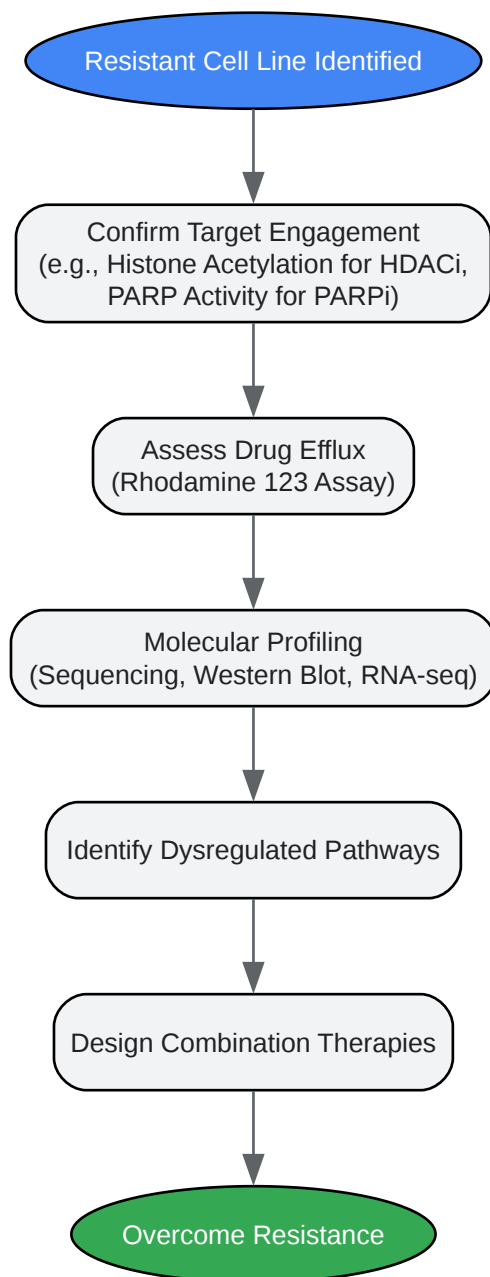 Resistant Cell Line Identified
Confirm Target Engagement
(e.g., Histone Acetylation for HDACi,
PARP Activity for PARPi)
Assess Drug Efflux
(Rhodamine 123 Assay)
Molecular Profiling
(Sequencing, Western Blot, RNA-seq)
Identify Dysregulated Pathways
Design Combination Therapies
Overcome Resistance